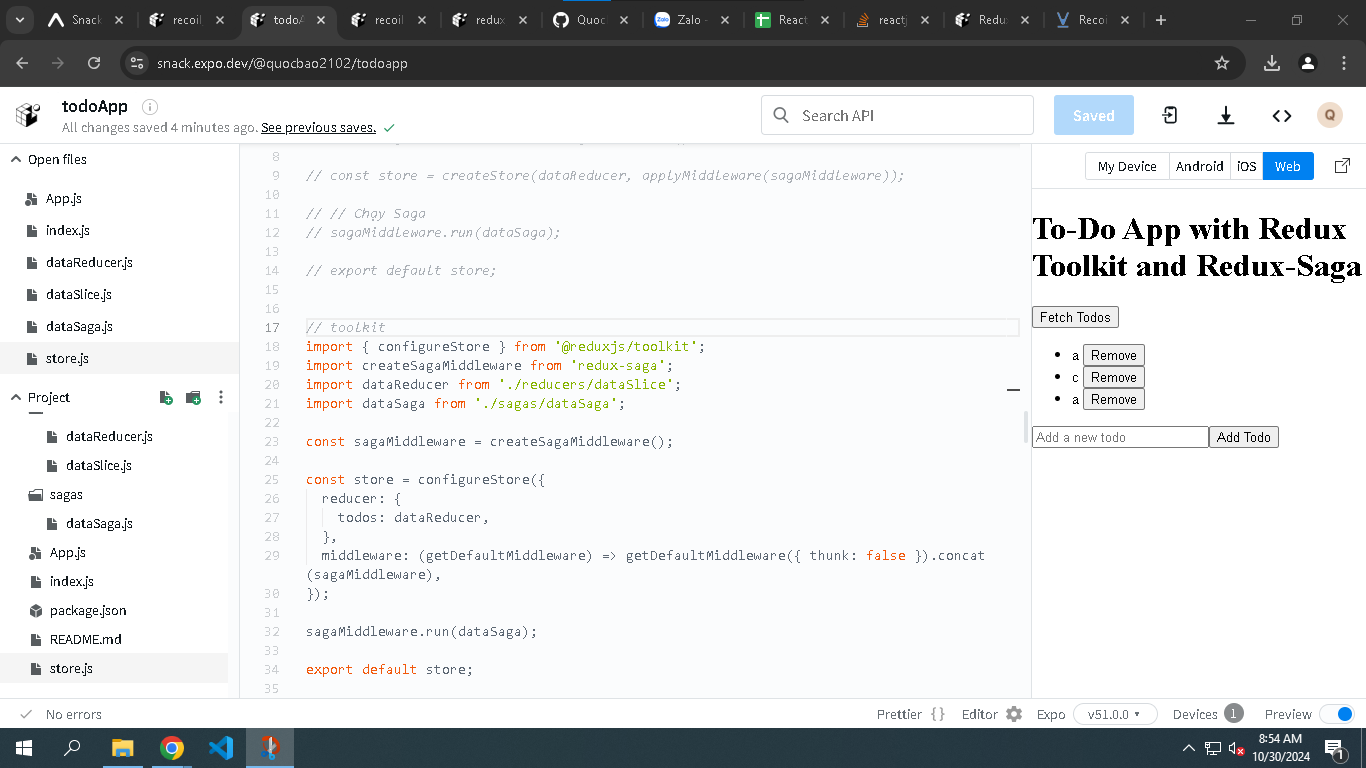 Snack
recoil
todoA
recoil
redux
Quoc
Zalo -
React
reactj
Redux
Recoi
snack.expo.dev/@quocbao2102/todoapp
todoApp
All changes saved 4 minutes ago. See previous saves.
Search API
Saved
Q
Open files
App.js
index.js
dataReducer.js
dataSlice.js
dataSaga.js
store.js
Project
dataReducer.js
dataSlice.js
sagas
dataSaga.js
App.js
index.js
package.json
README.md
store.js
8
9 // const store = createStore(dataReducer, applyMiddleware(sagaMiddleware));
10
11 // // Chạy Saga
12 // sagaMiddleware.run(dataSaga);
13
14 // export default store;
15
16
17 // toolkit
18 import { configureStore } from '@reduxjs/toolkit';
19 import createSagaMiddleware from 'redux-saga';
20 import dataReducer from './reducers/dataSlice';
21 import dataSaga from './sagas/dataSaga';
22
23 const sagaMiddleware = createSagaMiddleware();
24
25 const store = configureStore({
26 reducer: {
27 todos: dataReducer,
28 },
29 middleware: (getDefaultMiddleware) => getDefaultMiddleware({ thunk: false }).concat
(sagaMiddleware),
30 });
31
32 sagaMiddleware.run(dataSaga);
33
34 export default store;
35
My Device
Android
iOS
Web
To-Do App with Redux
Toolkit and Redux-Saga
Fetch Todos
• a Remove
• c Remove
• a Remove
Add a new todo Add Todo
No errors
Prettier {}
Editor
Expo
v51.0.0
Devices 1
Preview
8:54 AM
10/30/2024
1